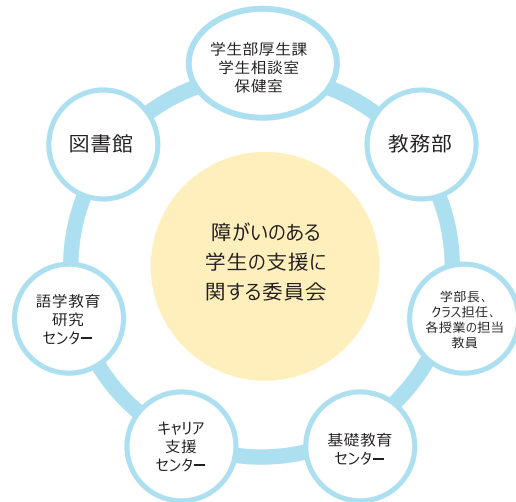 学生部厚生課
学生相談室
保健室
図書館
教務部
障がいのある
学生の支援に
関する委員会
語学教育
研究
センター
学部長、
クラス担任、
各授業の担当
教員
キャリア
支援
センター
基礎教育
センター